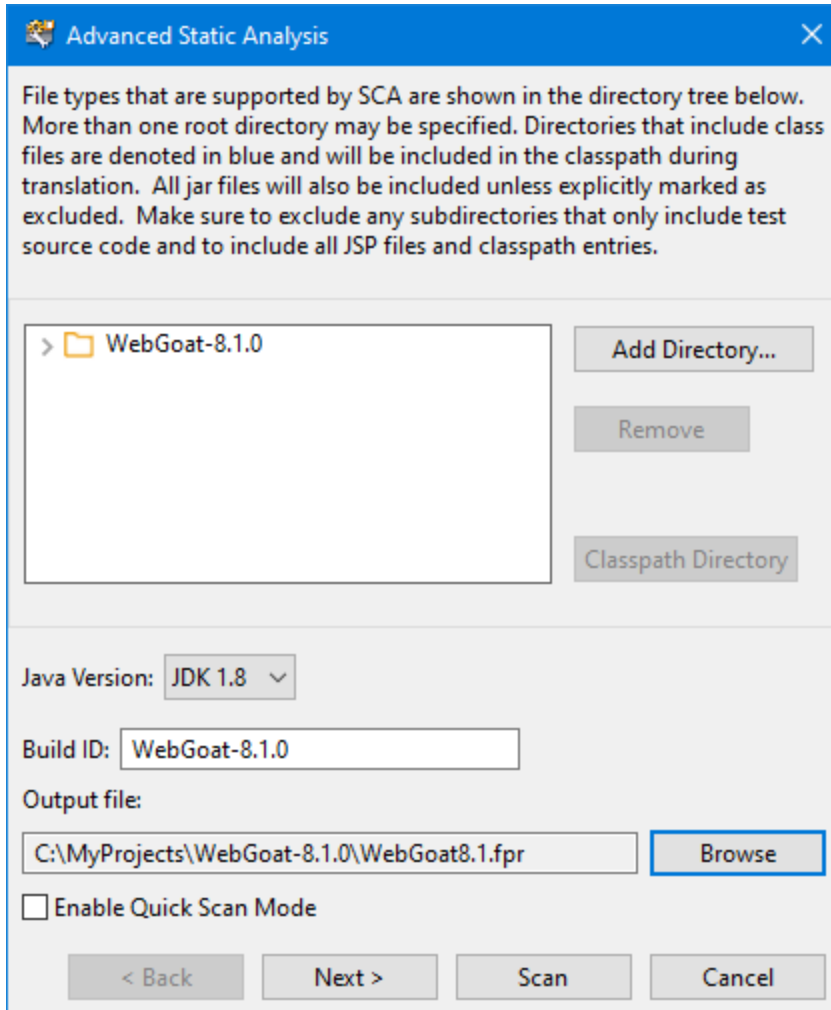 Advanced Static Analysis
File types that are supported by SCA are shown in the directory tree below.
More than one root directory may be specified. Directories that include class
files are denoted in blue and will be included in the classpath during
translation.  All jar files will also be included unless explicitly marked as
excluded.  Make sure to exclude any subdirectories that only include test
source code and to include all JSP files and classpath entries.
WebGoat-8.1.0
Add Directory...
Remove
Classpath Directory
Java Version: JDK 1.8
Build ID: WebGoat-8.1.0
Output file:
C:\MyProjects\WebGoat-8.1.0\WebGoat8.1.fpr Browse
Enable Quick Scan Mode
< Back Next > Scan Cancel